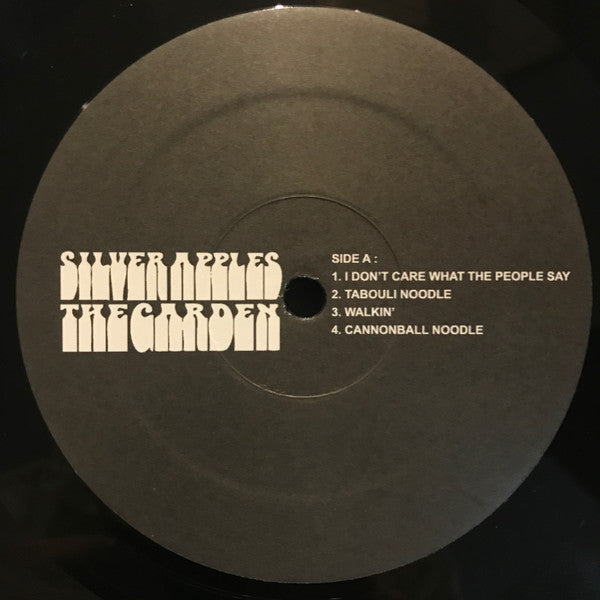 SILVER APPLES
THE GARDEN
SIDE A :
1. I DON'T CARE WHAT THE PEOPLE SAY
2. TABOULI NOODLE
3. WALKIN'
4. CANNONBALL NOODLE